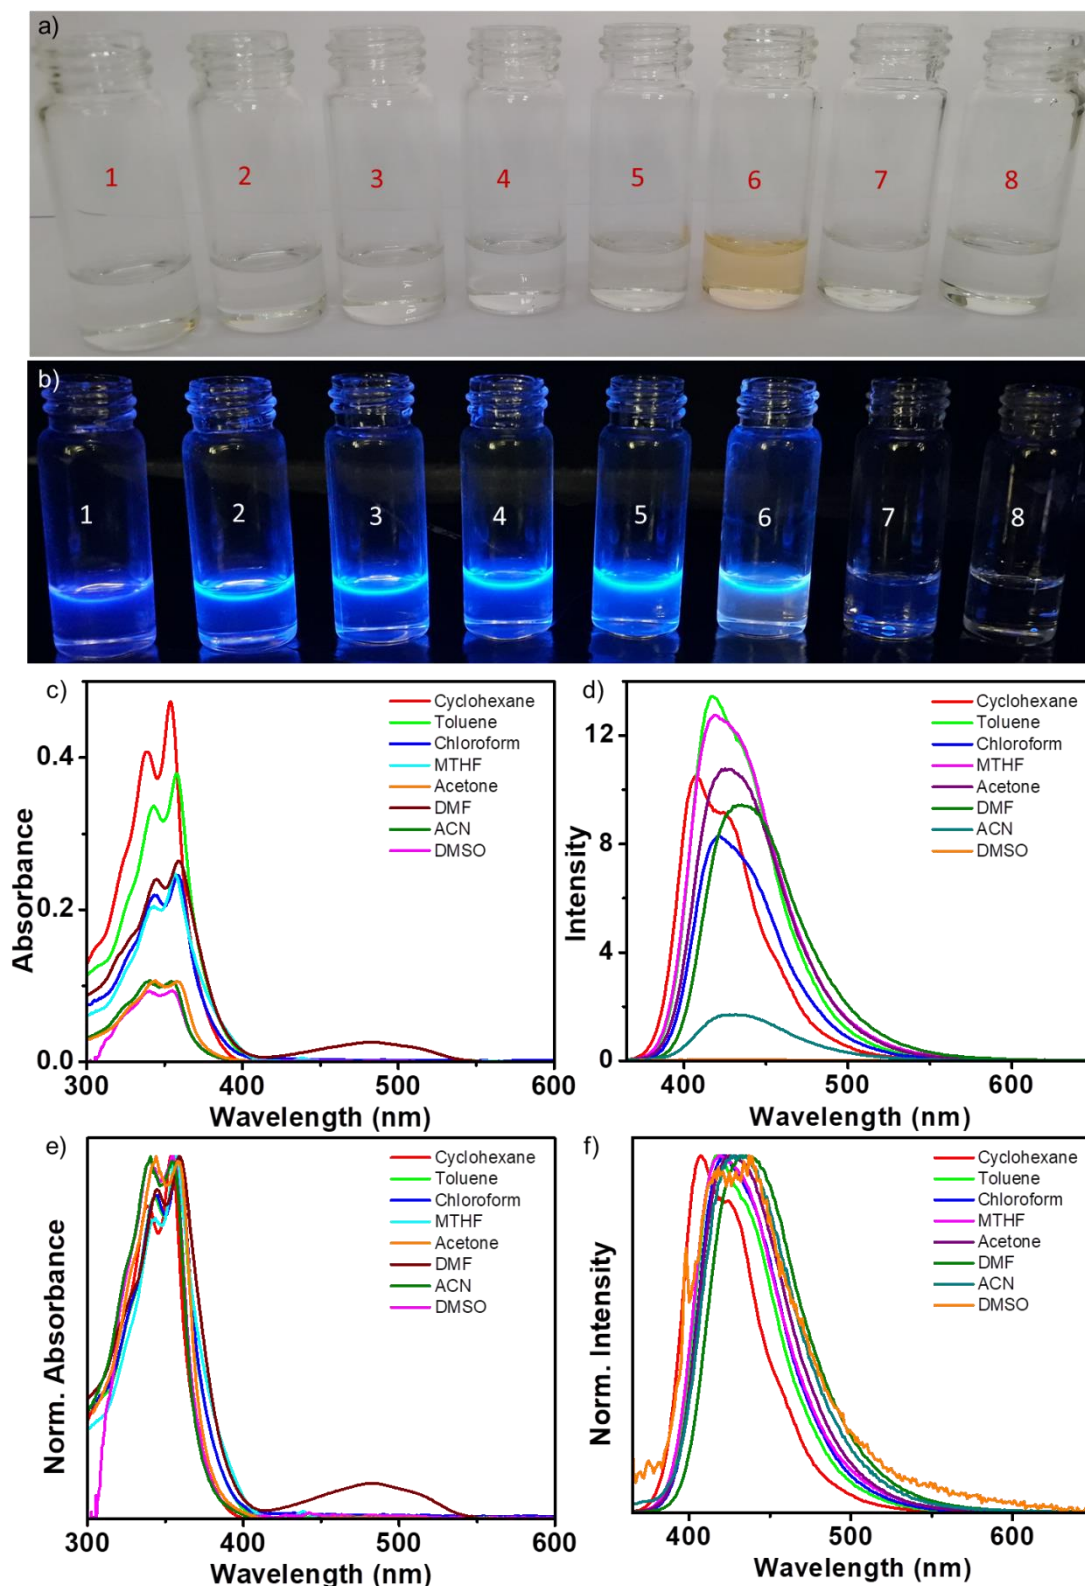 a)
1 2 3 4 5 6 7 8
b)
1 2 3 4 5 6 7 8
c)
Cyclohexane
Toluene
Chloroform
MTHF
Acetone
DMF
ACN
DMSO
Absorbance
0.4
0.2
0.0
300 400 500 600
Wavelength (nm)
d)
Cyclohexane
Toluene
Chloroform
MTHF
Acetone
DMF
ACN
DMSO
Intensity
12
8
4
0
400 500 600
Wavelength (nm)
e)
Cyclohexane
Toluene
Chloroform
MTHF
Acetone
DMF
ACN
DMSO
Norm. Absorbance
300 400 500 600
Wavelength (nm)
f)
Cyclohexane
Toluene
Chloroform
MTHF
Acetone
DMF
ACN
DMSO
Norm. Intensity
400 500 600
Wavelength (nm)